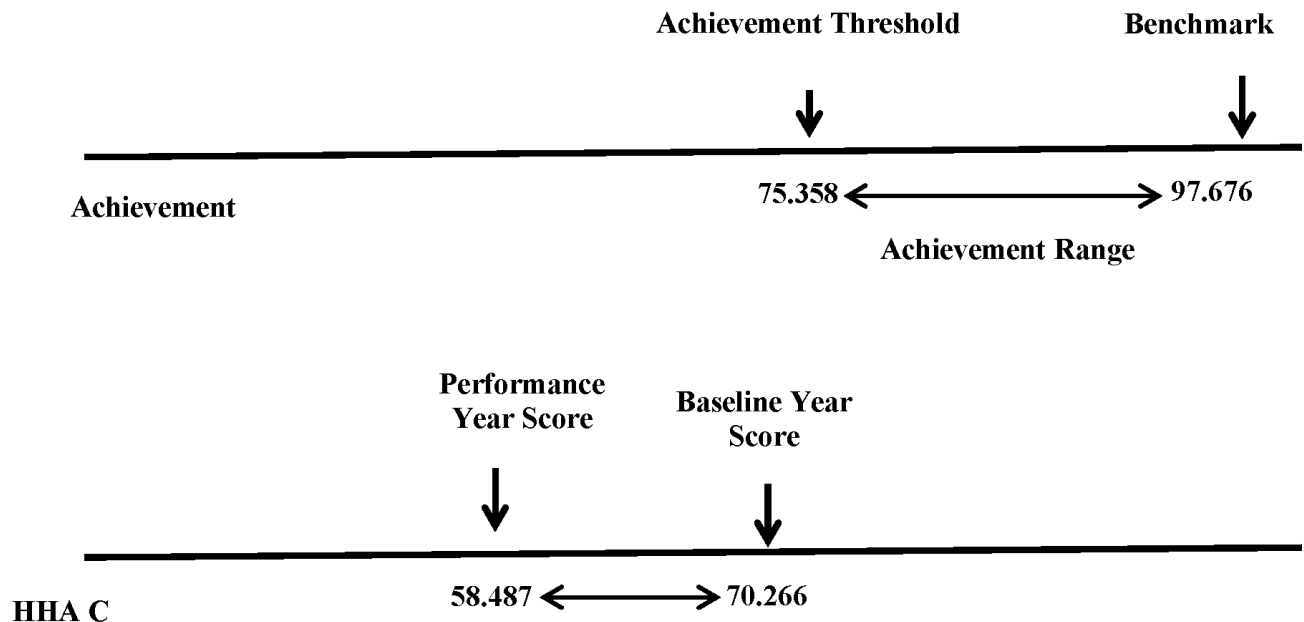 Achievement Threshold
Benchmark
75.358
97.676
Achievement
Achievement Range
Performance
Year Score
Baseline Year
Score
58.487
70.266
HHA C